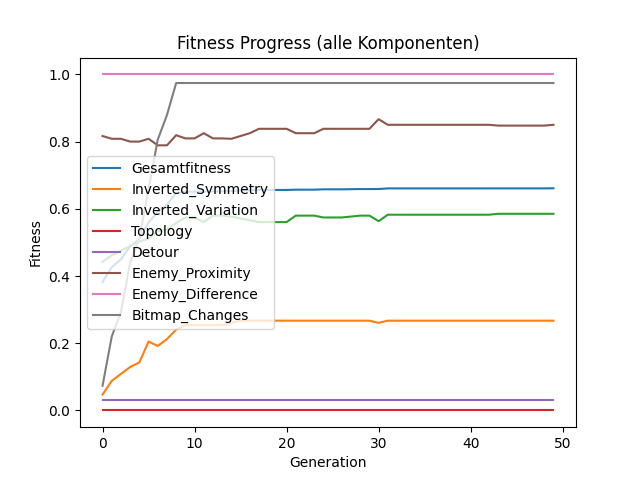 Fitness Progress (alle Komponenten)
1.0
0.8
0.6
0.4
0.2
0.0
Fitness
Gesamtfitness
Inverted_Symmetry
Inverted_Variation
Topology
Detour
Enemy_Proximity
Enemy_Difference
Bitmap_Changes
0 10 20 30 40 50
Generation